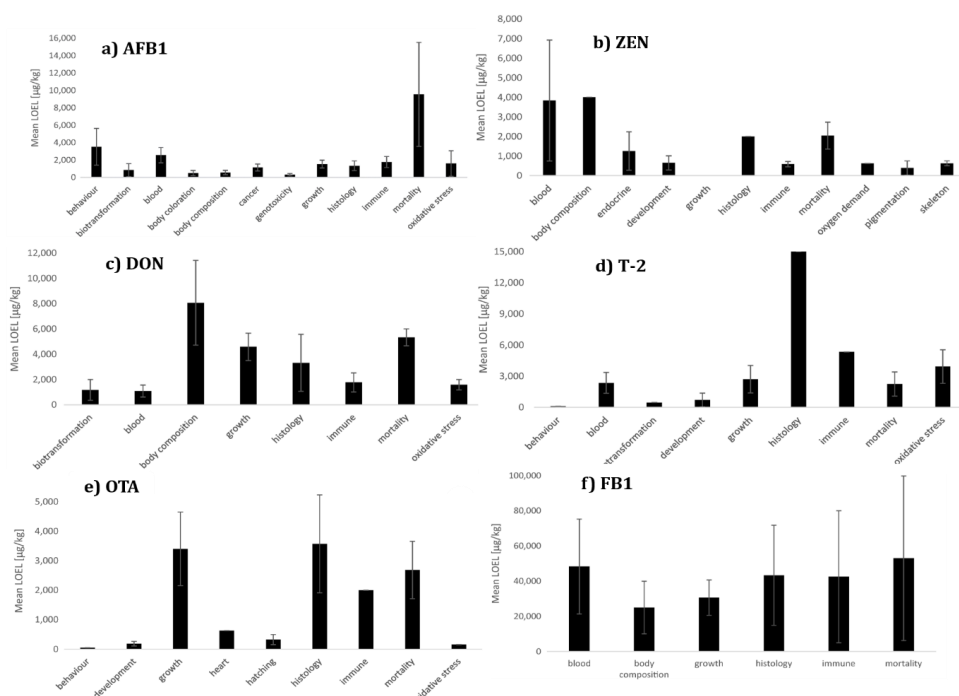 a) AFB1
Mean LOEL [µg/kg]
16,000
14,000
12,000
10,000
8,000
6,000
4,000
2,000
0
behaviour
biotransformation
blood
body coloration
body composition
cancer
genotoxicity
growth
histology
immune
mortality
oxidative stress
b) ZEN
Mean LOEL [µg/kg]
8,000
7,000
6,000
5,000
4,000
3,000
2,000
1,000
0
blood
body composition
endocrine
development
growth
histology
immune
mortality
oxygen demand
pigmentation
skeleton
c) DON
Mean LOEL [µg/kg]
12,000
10,000
8,000
6,000
4,000
2,000
0
biotransformation
blood
body composition
growth
histology
immune
mortality
oxidative stress
d) T-2
Mean LOEL [µg/kg]
15,000
12,000
9,000
6,000
3,000
0
behaviour
blood
otransformation
development
growth
histology
immune
mortality
oxidative stress
e) OTA
Mean LOEL [µg/kg]
5,000
4,000
3,000
2,000
1,000
0
behaviour
development
growth
heart
hatching
histology
immune
mortality
oxidative stress
f) FB1
Mean LOEL [µg/kg]
100,000
80,000
60,000
40,000
20,000
0
blood
body
composition
growth
histology
immune
mortality